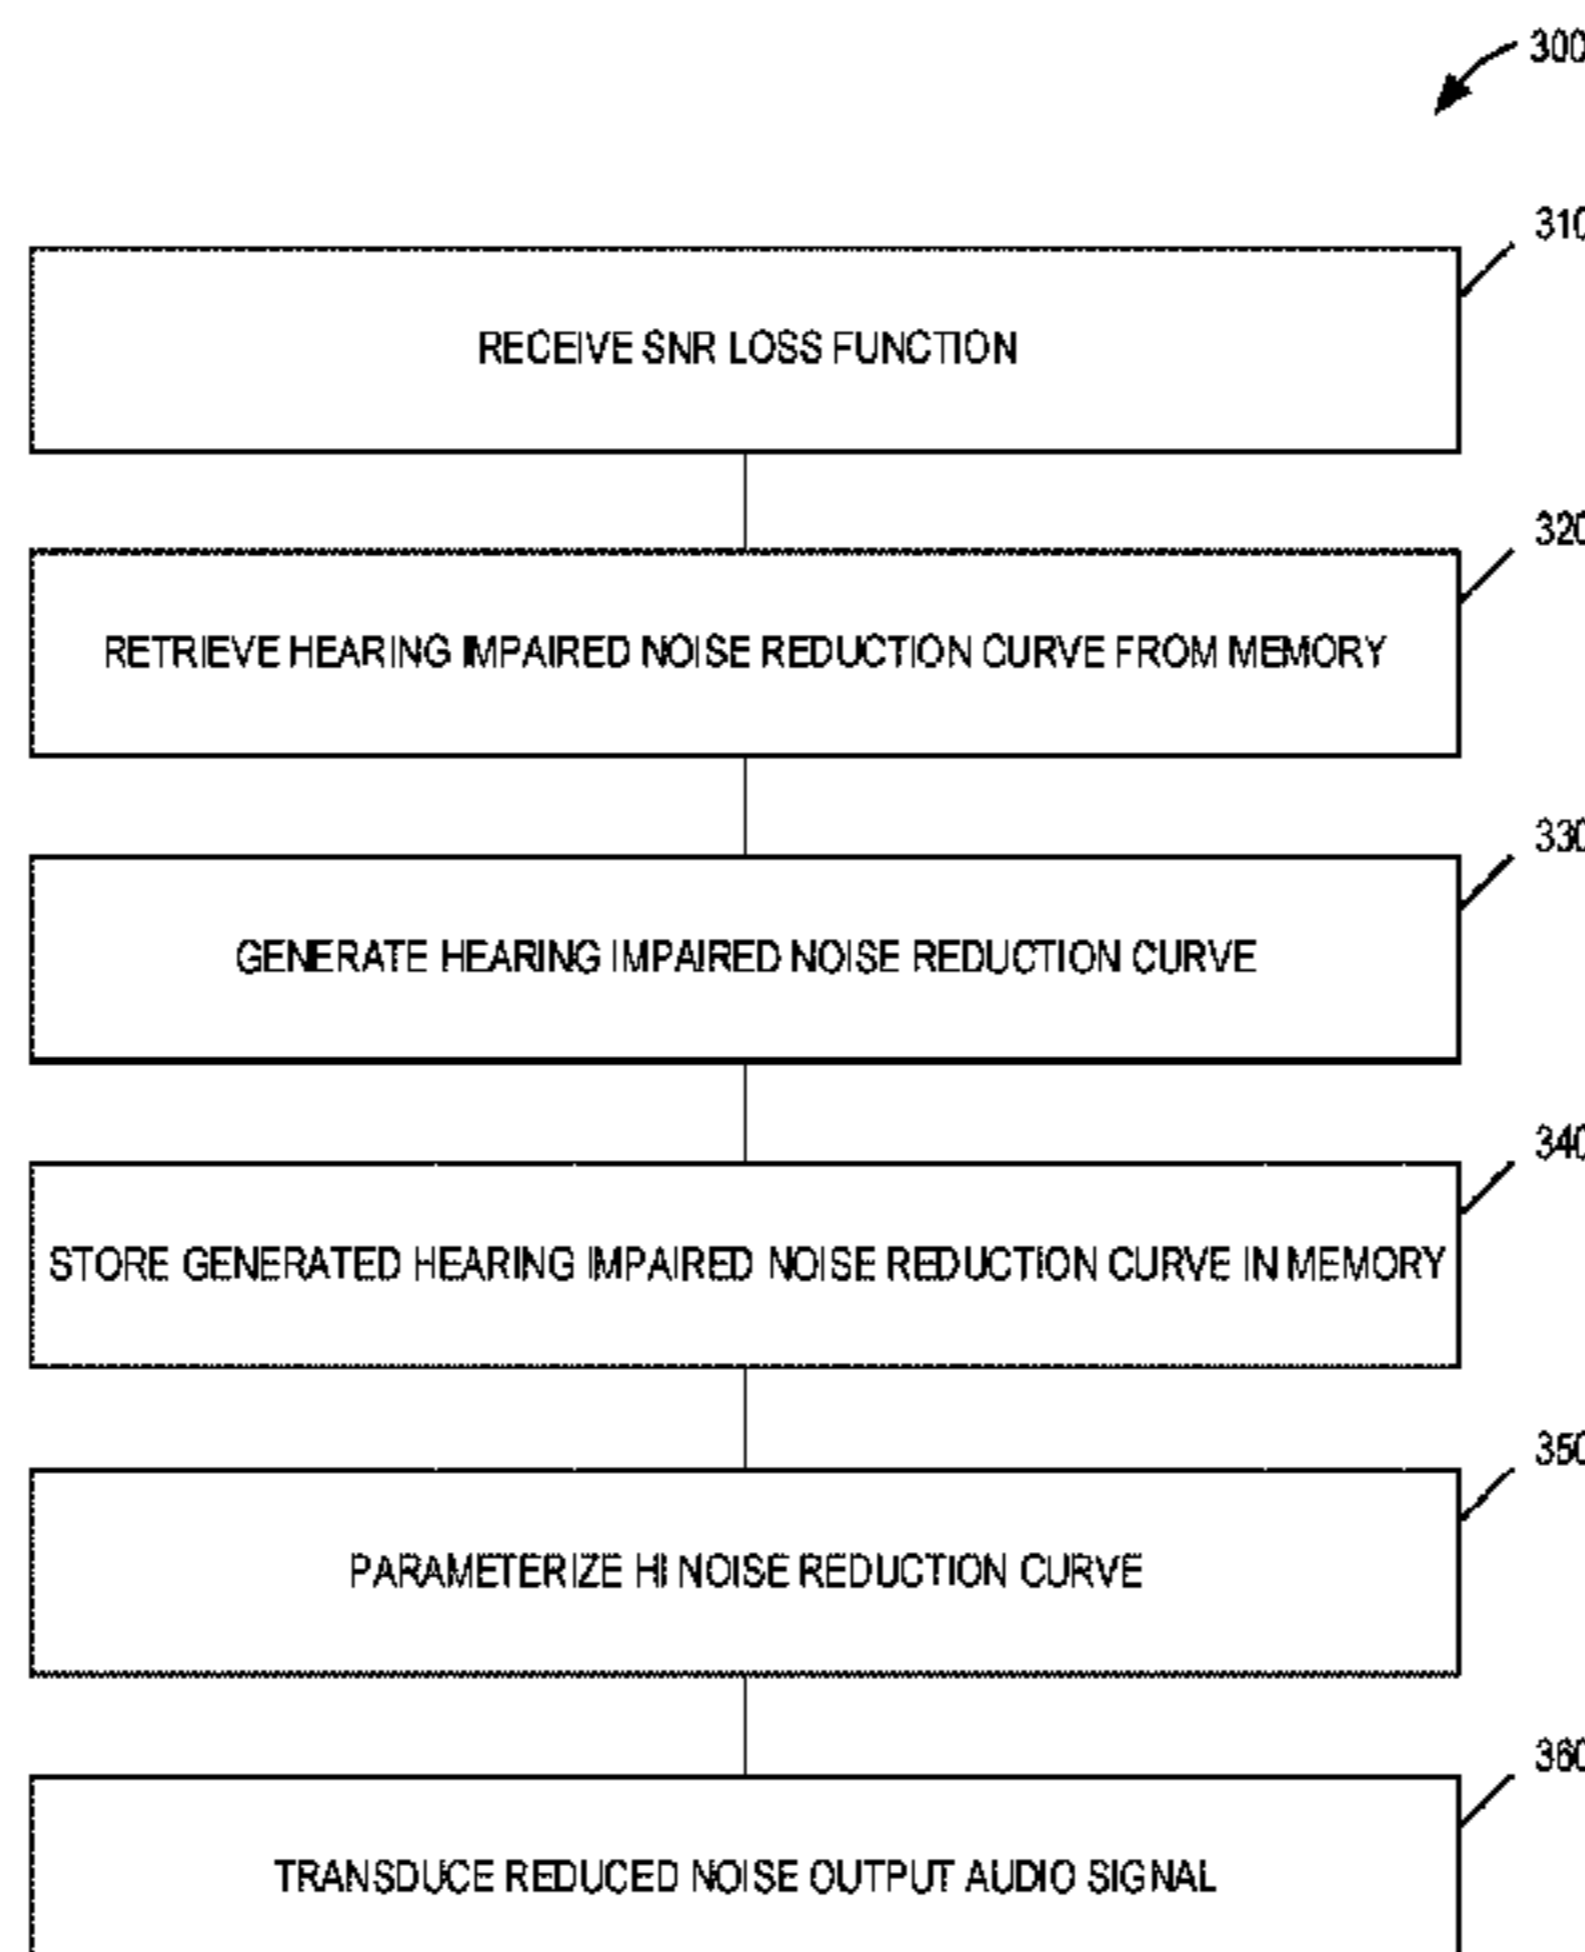 300
310
RECEIVE SNR LOSS FUNCTION
320
RETRIEVE HEARING IMPAIRED NOISE REDUCTION CURVE FROM MEMORY
330
GENERATE HEARING IMPAIRED NOISE REDUCTION CURVE
340
STORE GENERATED HEARING IMPAIRED NOISE REDUCTION CURVE IN MEMORY
350
PARAMETERIZE HI NOISE REDUCTION CURVE
360
TRANSDUCE REDUCED NOISE OUTPUT AUDIO SIGNAL